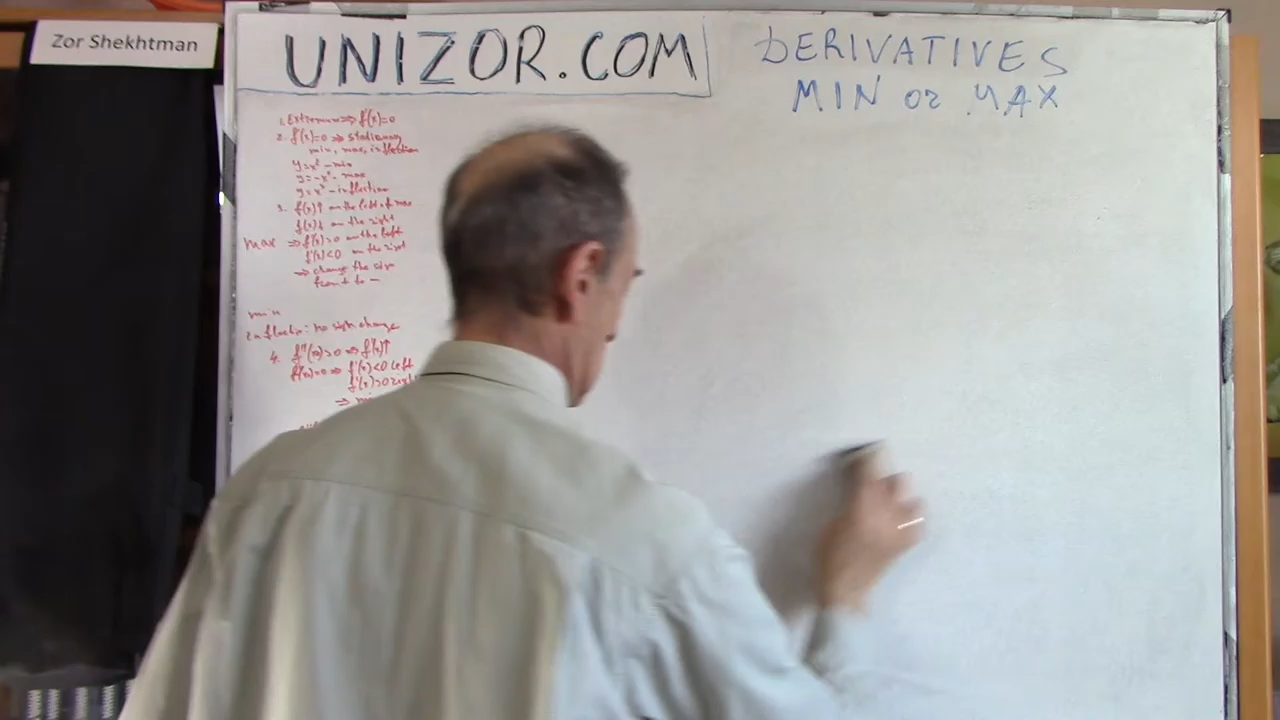 Zor Shekhtman
UNIZOR.COM
DERIVATIVES
MIN or MAX
1. Extremum ⇒ f'(x)=0
2. f'(x)=0 ⇒ stationary
min, max, inflection
y=x² - min
y=-x² - max
y=x³ - inflection
3. f(x)↑ on the left of max
f(x)↓ on the right
max ⇒ f'(x)>0 on the left
f'(x)<0 on the right
⇒ change the sign
from + to -
min
Inflection: no sign change
4. f''(x)>0 ⇒ f'(x)↑
f'(x)=0 ⇒ f'(x)<0 left
f'(x)>0 right
⇒